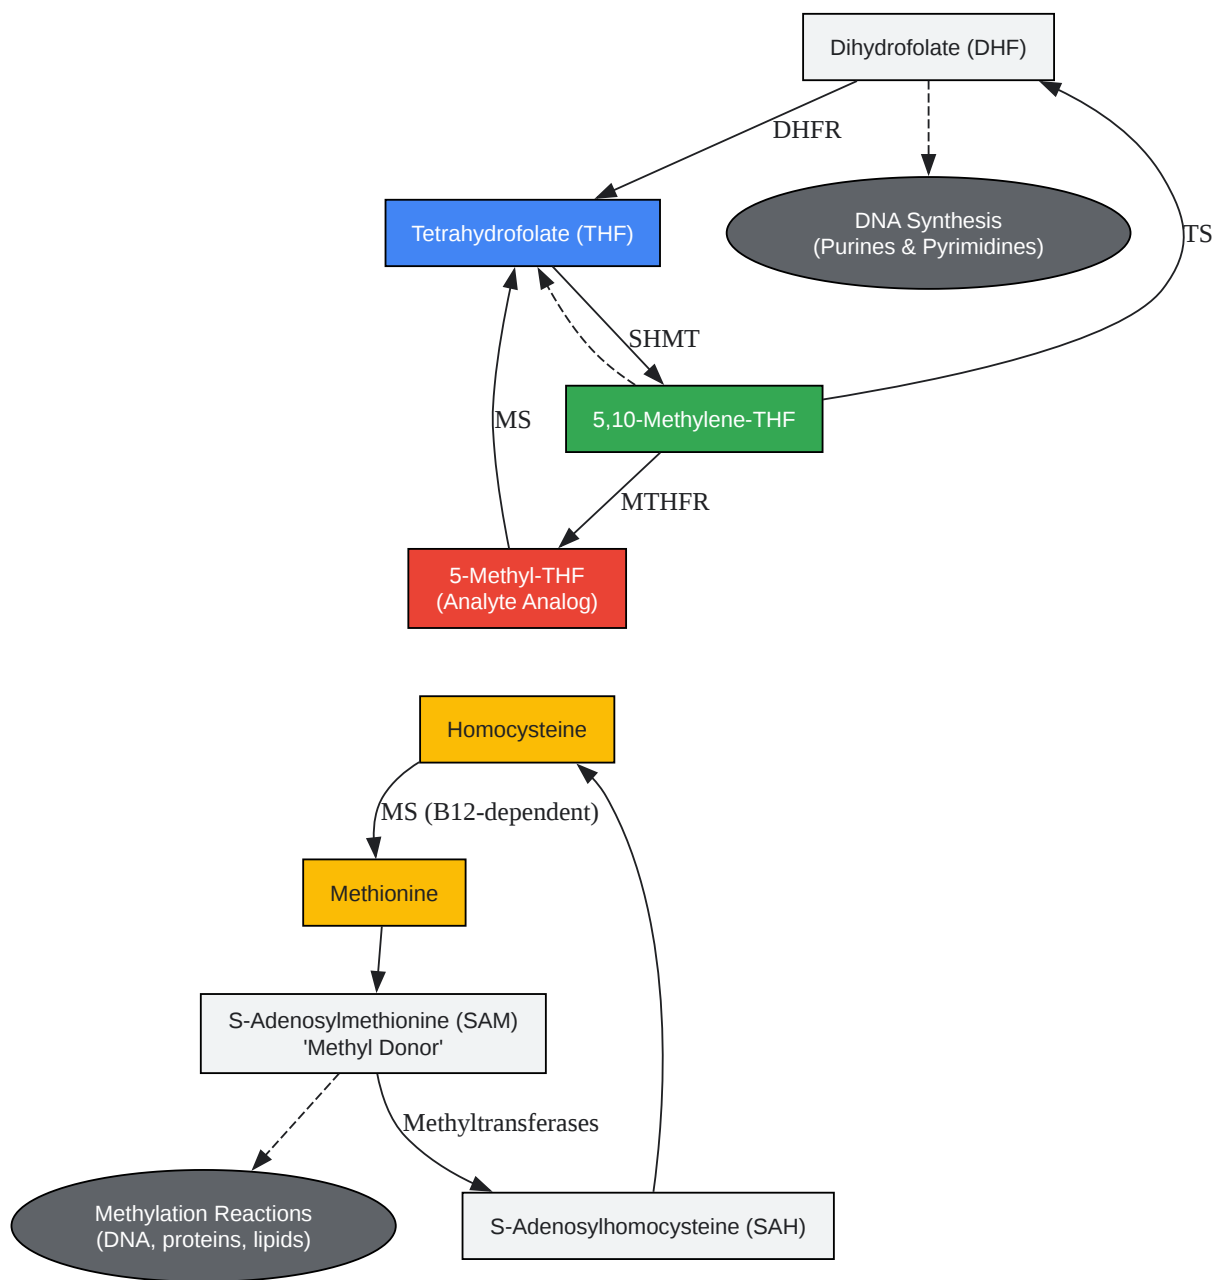 Dihydrofolate (DHF)
DHFR
Tetrahydrofolate (THF)
DNA Synthesis
(Purines & Pyrimidines)
TS
SHMT
5,10-Methylene-THF
MS
MTHFR
5-Methyl-THF
(Analyte Analog)
Homocysteine
MS (B12-dependent)
Methionine
S-Adenosylmethionine (SAM)
'Methyl Donor'
Methyltransferases
Methylation Reactions
(DNA, proteins, lipids)
S-Adenosylhomocysteine (SAH)